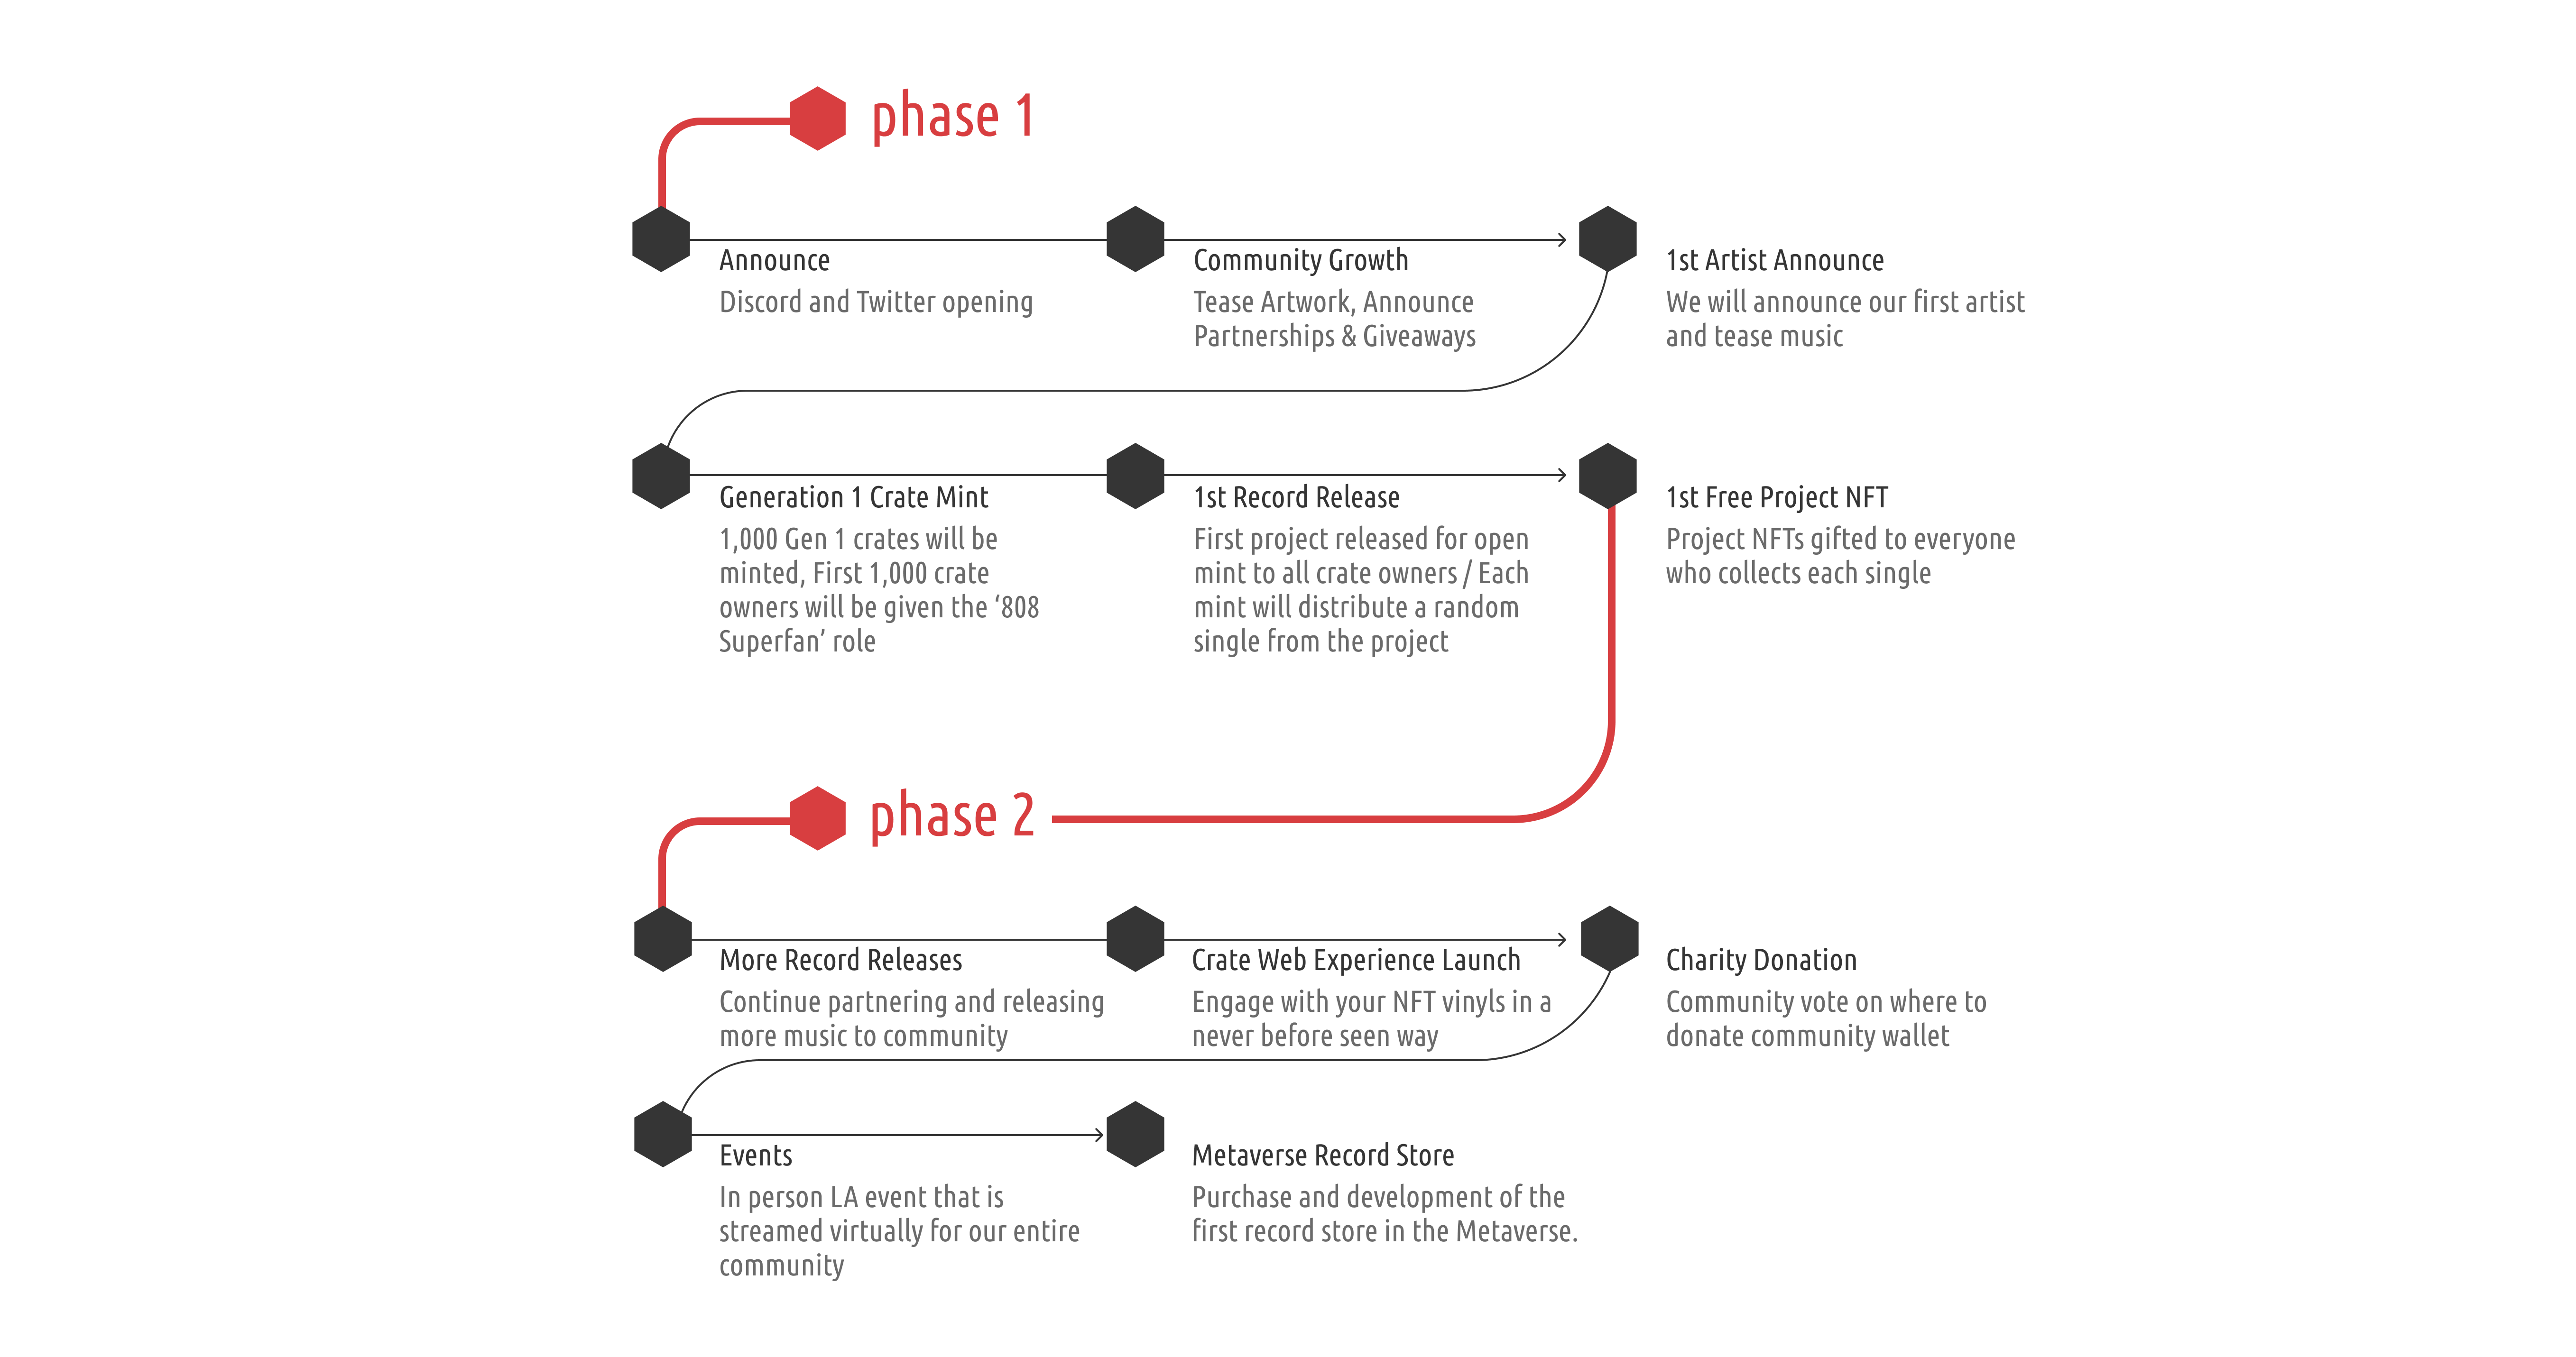 phase 1
Announce
Discord and Twitter opening
Community Growth
Tease Artwork, Announce
Partnerships & Giveaways
1st Artist Announce
We will announce our first artist
and tease music
Generation 1 Crate Mint
1,000 Gen 1 crates will be
minted, First 1,000 crate
owners will be given the ‘808
Superfan’ role
1st Record Release
First project released for open
mint to all crate owners / Each
mint will distribute a random
single from the project
1st Free Project NFT
Project NFTs gifted to everyone
who collects each single
phase 2
More Record Releases
Continue partnering and releasing
more music to community
Crate Web Experience Launch
Engage with your NFT vinyls in a
never before seen way
Charity Donation
Community vote on where to
donate community wallet
Events
In person LA event that is
streamed virtually for our entire
community
Metaverse Record Store
Purchase and development of the
first record store in the Metaverse.